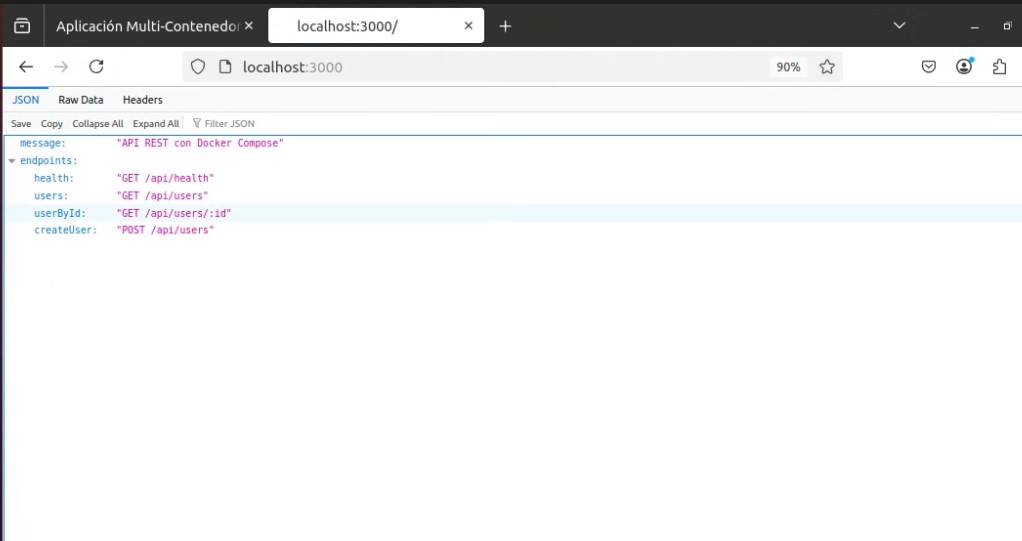 Aplicación Multi-Contenedor
localhost:3000/
localhost:3000
90%
JSON Raw Data Headers
Save Copy Collapse All Expand All Filter JSON
message: "API REST con Docker Compose"
endpoints:
health: "GET /api/health"
users: "GET /api/users"
userById: "GET /api/users/:id"
createUser: "POST /api/users"